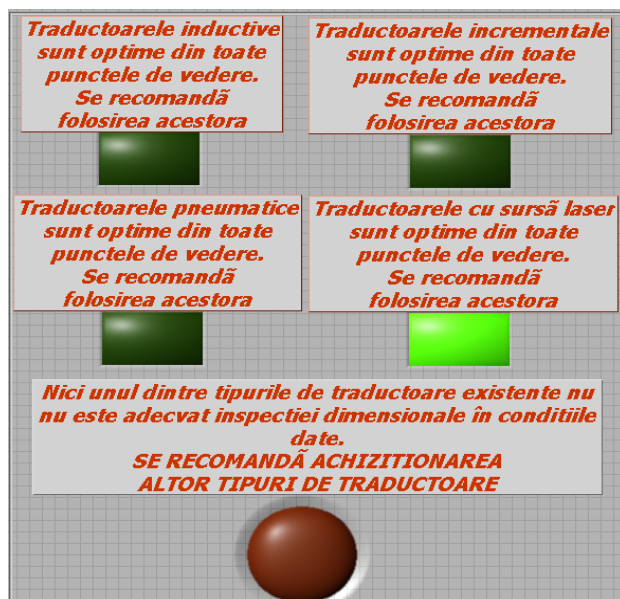 Traductoarele inductive
sunt optime din toate
punctele de vedere.
Se recomandã
folosirea acestora
Traductoarele incrementale
sunt optime din toate
punctele de vedere.
Se recomandã
folosirea acestora
Traductoarele pneumatice
sunt optime din toate
punctele de vedere.
Se recomandã
folosirea acestora
Traductoarele cu sursã laser
sunt optime din toate
punctele de vedere.
Se recomandã
folosirea acestora
Nici unul dintre tipurile de traductoare existente nu
nu este adecvat inspectiei dimensionale în conditiile
date.
SE RECOMANDÃ ACHIZITIONAREA
ALTOR TIPURI DE TRADUCTOARE